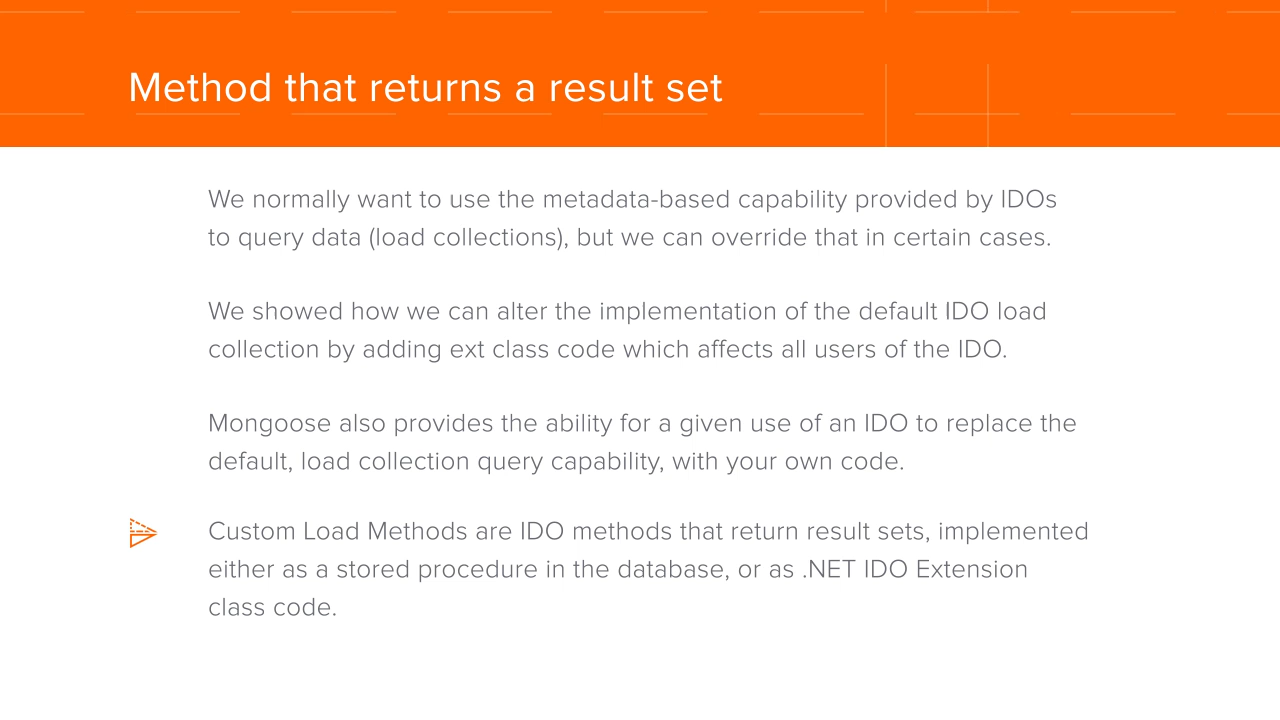 Method that returns a result set
We normally want to use the metadata-based capability provided by IDOs
to query data (load collections), but we can override that in certain cases.
We showed how we can alter the implementation of the default IDO load
collection by adding ext class code which affects all users of the IDO.
Mongoose also provides the ability for a given use of an IDO to replace the
default, load collection query capability, with your own code.
Custom Load Methods are IDO methods that return result sets, implemented
either as a stored procedure in the database, or as .NET IDO Extension
class code.